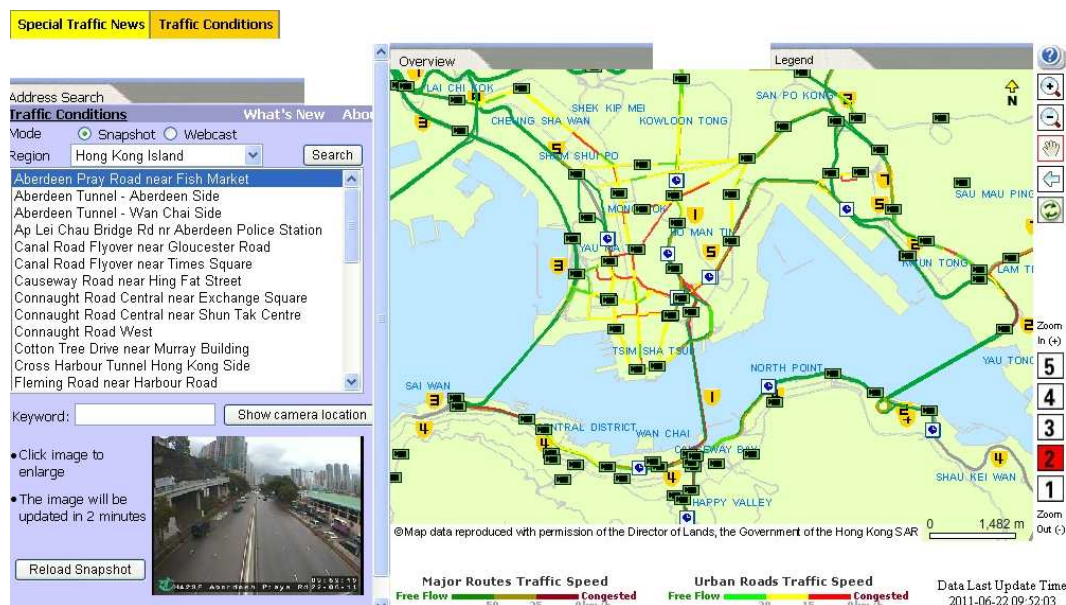 Special Traffic News Traffic Conditions
Address Search
Traffic Conditions What's New Abou
Mode Snapshot Webcast
Region Hong Kong Island Search
Aberdeen Pray Road near Fish Market
Aberdeen Tunnel - Aberdeen Side
Aberdeen Tunnel - Wan Chai Side
Ap Lei Chau Bridge Rd nr Aberdeen Police Station
Canal Road Flyover near Gloucester Road
Canal Road Flyover near Times Square
Causeway Road near Hing Fat Street
Connaught Road Central near Exchange Square
Connaught Road Central near Shun Tak Centre
Connaught Road West
Cotton Tree Drive near Murray Building
Cross Harbour Tunnel Hong Kong Side
Fleming Road near Harbour Road
Keyword: Show camera location
Click image to
enlarge
The image will be
updated in 2 minutes
Reload Snapshot
Overview
Legend
LAI CHI KOK
SHEK KIP MEI
SAN PO KONG
CHEUNG SHA WAN
KOWLOON TONG
SHAM SHUI PO
SAU MAU PING
HO MAN TIN
KWUN TONG
LAM TI
TSIM SHA TSUI
YAU TONG
NORTH POINT
SAI WAN
CENTRAL DISTRICT
WAN CHAI
CAUSEWAY BAY
SHAU KEI WAN
HAPPY VALLEY
N
Zoom
In (+)
5
4
3
2
1
Zoom
Out (-)
0 1,482 m
©Map data reproduced with permission of the Director of Lands, the Government of the Hong Kong SAR
Major Routes Traffic Speed
Free Flow Congested
50 25 0km/h
Urban Roads Traffic Speed
Free Flow Congested
30 15 0km/h
Data Last Update Time
2011-06-22 09:52:03